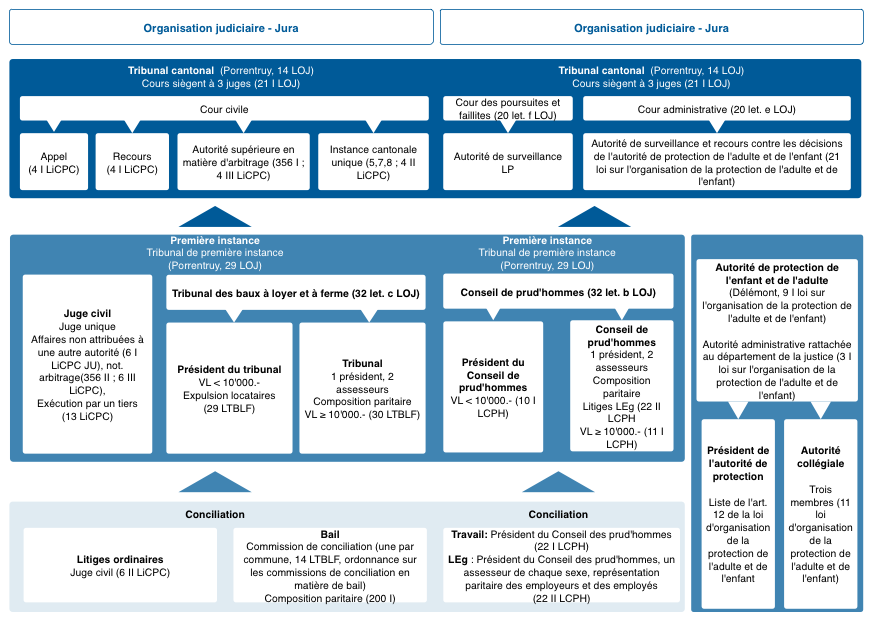 Organisation judiciaire - Jura
Organisation judiciaire - Jura
Tribunal cantonal (Porrentruy, 14 LOJ)
Cours siègent à 3 juges (21 I LOJ)
Tribunal cantonal (Porrentruy, 14 LOJ)
Cours siègent à 3 juges (21 I LOJ)
Cour civile
Cour des poursuites et
faillites (20 let. f LOJ)
Cour administrative (20 let. e LOJ)
Appel
(4 I LiCPC)
Recours
(4 I LiCPC)
Autorité supérieure en
matière d'arbitrage (356 I ;
4 III LiCPC)
Instance cantonale
unique (5,7,8 ; 4 II
LiCPC)
Autorité de surveillance
LP
Autorité de surveillance et recours contre les décisions
de l'autorité de protection de l'adulte et de l'enfant (21
loi sur l'organisation de la protection de l'adulte et de
l'enfant)
Première instance
Tribunal de première instance
(Porrentruy, 29 LOJ)
Première instance
Tribunal de première instance
(Porrentruy, 29 LOJ)
Juge civil
Juge unique
Affaires non attribuées à
une autre autorité (6 I
LiCPC JU), not.
arbitrage(356 II ; 6 III
LiCPC),
Exécution par un tiers
(13 LiCPC)
Tribunal des baux à loyer et à ferme (32 let. c LOJ)
Président du tribunal
VL < 10'000.-
Expulsion locataires
(29 LTBLF)
Tribunal
1 président, 2
assesseurs
Composition paritaire
VL ≥ 10'000.- (30 LTBLF)
Conseil de prud'hommes (32 let. b LOJ)
Président du
Conseil de
prud'hommes
VL < 10'000.- (10 I
LCPH)
Conseil de
prud'hommes
1 président, 2
assesseurs
Composition
paritaire
Litiges LEg (22 II
LCPH
VL ≥ 10'000.- (11 I
LCPH)
Autorité de protection de
l'enfant et de l'adulte
(Délémont, 9 I loi sur
l'organisation de la protection de
l'adulte et de l'enfant)
Autorité administrative rattachée
au département de la justice (3 I
loi sur l'organisation de la
protection de l'adulte et de
l'enfant)
Président de
l'autorité de
protection
Liste de l'art.
12 de la loi
d'organisation
de la
protection de
l'adulte et de
l'enfant
Autorité
collégiale
Trois
membres (11
loi
d'organisation
de la
protection de
l'adulte et de
l'enfant)
Conciliation
Litiges ordinaires
Juge civil (6 II LiCPC)
Bail
Commission de conciliation (une par
commune, 14 LTBLF, ordonnance sur
les commissions de conciliation en
matière de bail)
Composition paritaire (200 I)
Conciliation
Travail: Président du Conseil des prud'hommes
(22 I LCPH)
LEg : Président du Conseil des prud'hommes, un
assesseur de chaque sexe, représentation
paritaire des employeurs et des employés
(22 II LCPH)